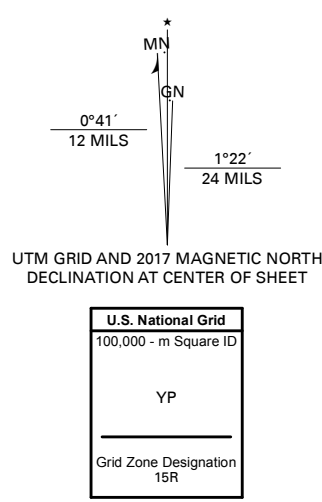 ★
MN
GN
0°41´
12 MILS
1°22´
24 MILS
UTM GRID AND 2017 MAGNETIC NORTH
DECLINATION AT CENTER OF SHEET
U.S. National Grid
100,000 - m Square ID
YP
Grid Zone Designation
15R